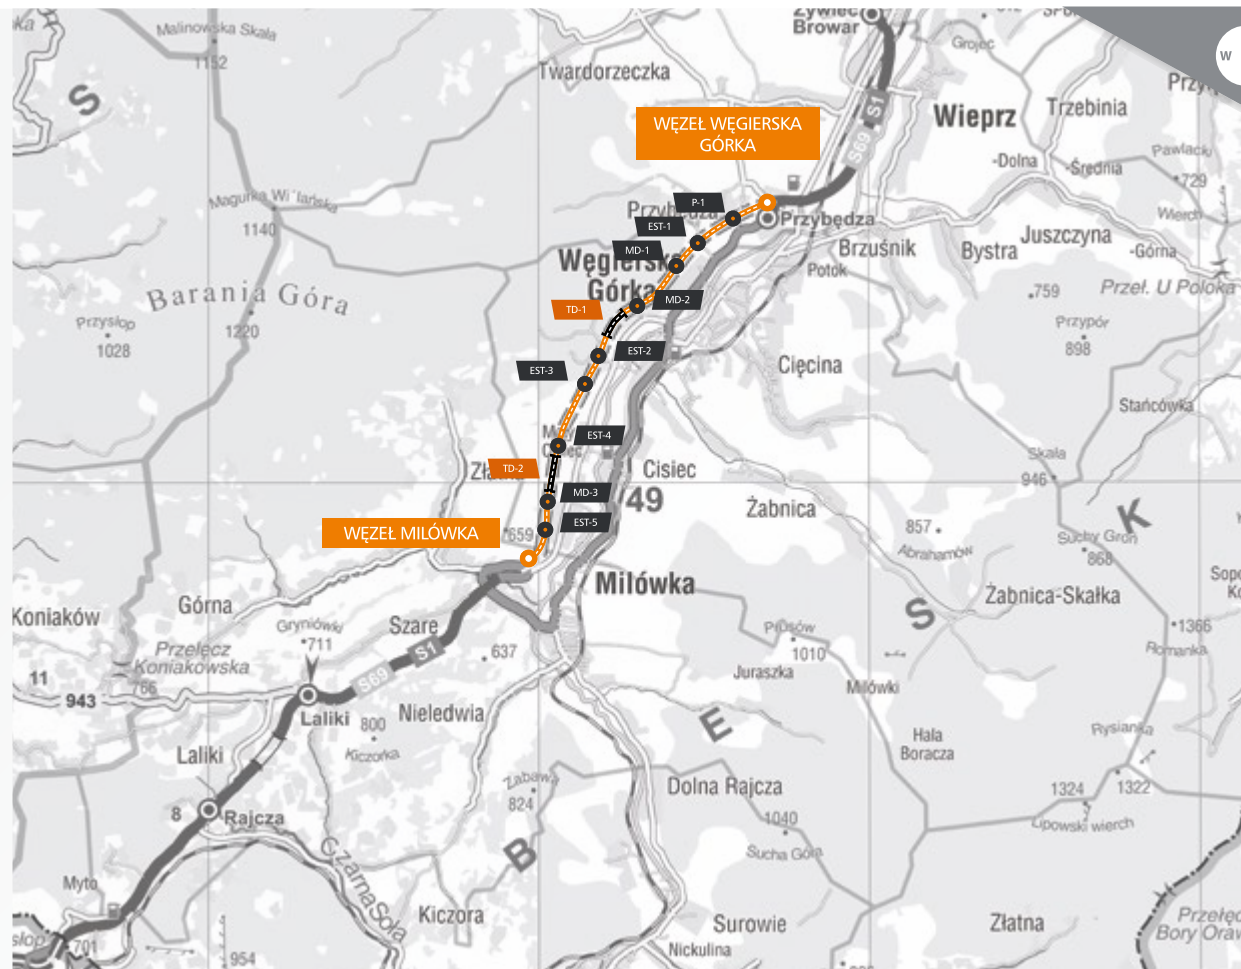 Żywiec
Browar
Malinowska Skała
1152
Grojec
W
Twardorzeczka
Trzebinia
S
S1
Wieprz
WĘZEŁ WĘGIERSKA
GÓRKA
S69
Pawlacki
-Dolna
-Średnia
729
Magurka Wi˙lańska
1140
P-1
Przybędza
Wierch
EST-1
Brzuśnik
Bystra
Juszczyna
-Górna
MD-1
Węgierska
Górka
Potok
Barania Góra
759
Przeł. U Poloka
MD-2
TD-1
Przysłop
1028
1220
Przypór
898
EST-2
EST-3
Cięcina
Stańcówka
EST-4
TD-2
Cisiec
Skała
946
MD-3
49
Żabnica
K
EST-5
WĘZEŁ MILÓWKA
659
857
Abrahamów
Suchy Groń
868
Milówka
Żabnica-Skałka
Koniaków
Górna
Gryniówki
711
Szare
S
Prusów
1010
1366
Romanka
Przełęcz
Koniakowska
766
S1
637
Juraszka
Milówki
11
943
S69
Laliki
Nieledwia
800
Kiczorka
E
Hala
Boracza
Rysianka
Laliki
Zabawa
824
Dolna Rajcza
1324
1322
8
Rajcza
1040
Lipowski wierch
Sucha Góra
B
Czarna Soła
Myto
Kiczora
Surowie
Złatna
701
954
Nickulina